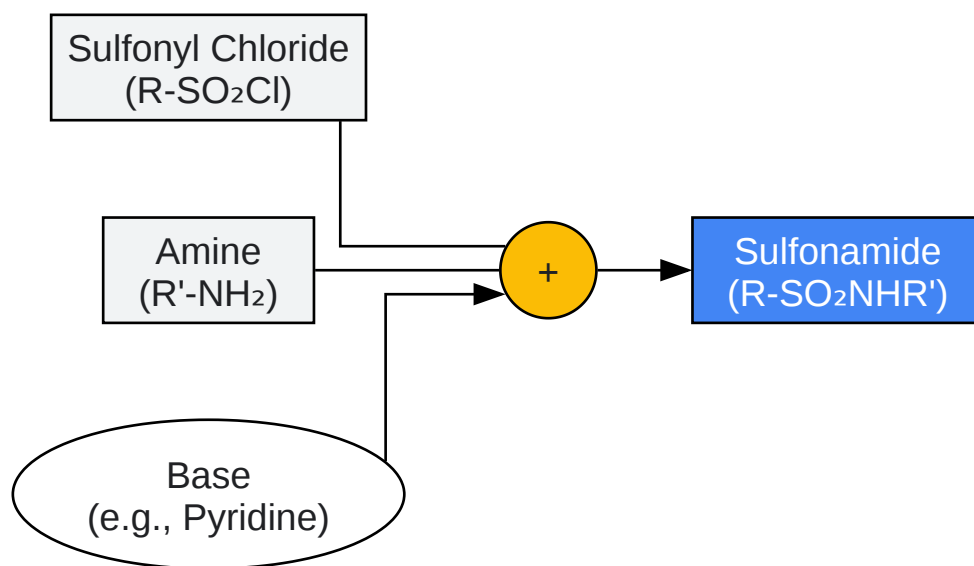 Sulfonyl Chloride
(R-SO₂Cl)
Amine
(R'-NH₂)
+
Sulfonamide
(R-SO₂NHR')
Base
(e.g., Pyridine)